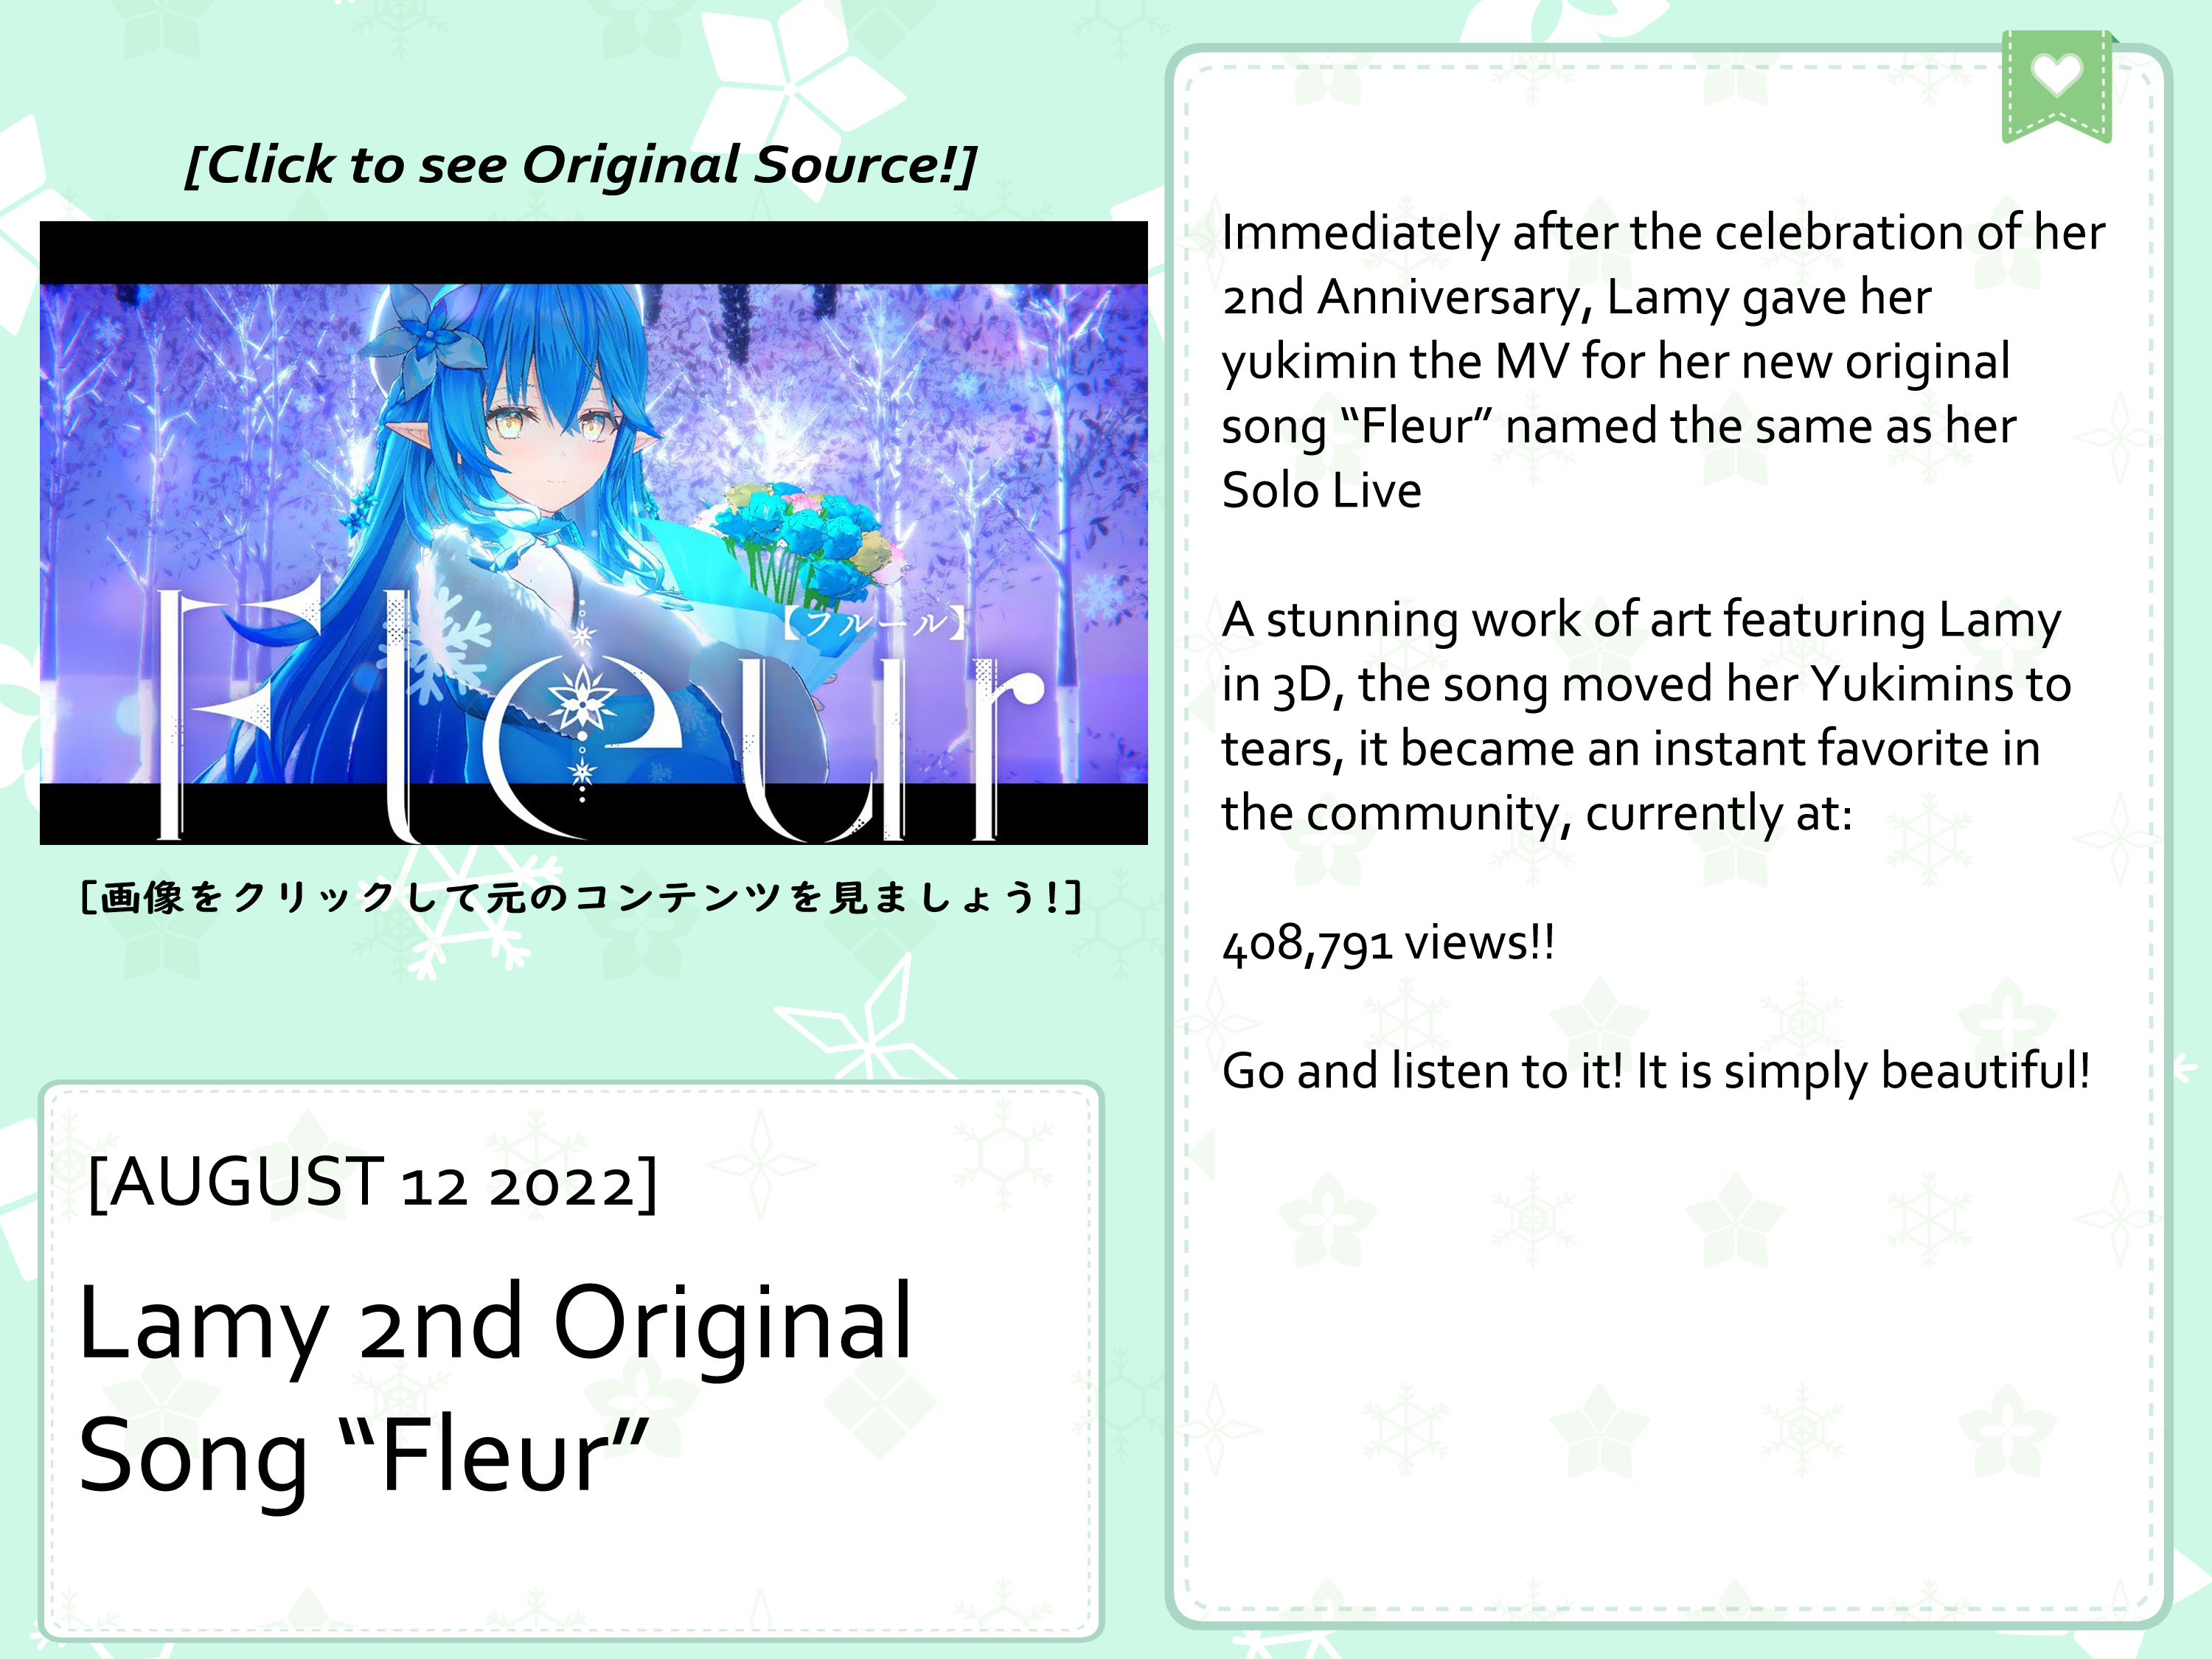 [Click to see Original Source!]
Fleur
【フルール】
[画像をクリックして元のコンテンツを見ましょう!]
[AUGUST 12 2022]
Lamy 2nd Original
Song “Fleur”
Immediately after the celebration of her
2nd Anniversary, Lamy gave her
yukimin the MV for her new original
song “Fleur” named the same as her
Solo Live
A stunning work of art featuring Lamy
in 3D, the song moved her Yukimins to
tears, it became an instant favorite in
the community, currently at:
408,791 views!!
Go and listen to it! It is simply beautiful!